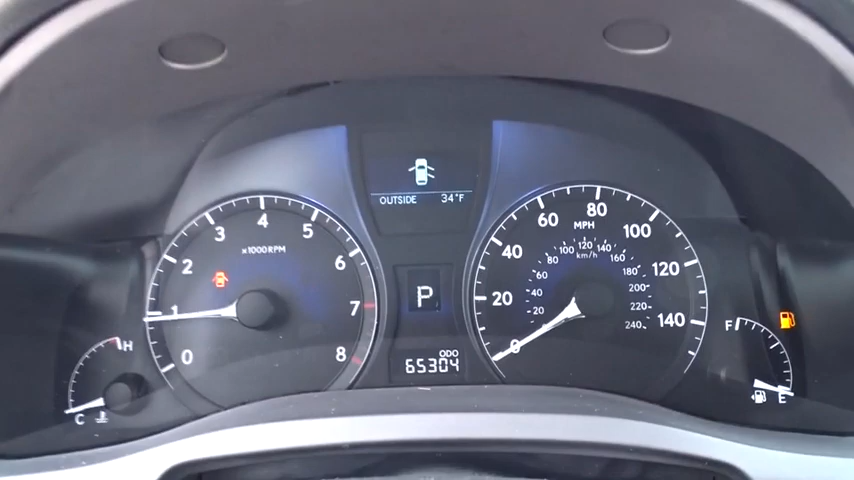 OUTSIDE 34°F
0 1 2 3 4 5 6 7 8
x1000RPM
0 20 40 60 80 100 120 140
MPH
20 40 60 80 100 120 140 160 180 200 220 240
km/h
P
ODO
65304
H
C
F
E